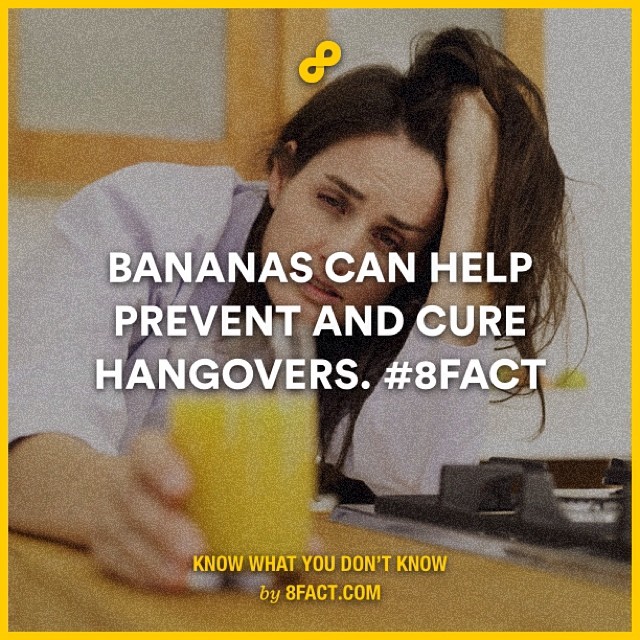 BANANAS CAN HELP
PREVENT AND CURE
HANGOVERS. #8FACT
KNOW WHAT YOU DON'T KNOW
by 8FACT.COM